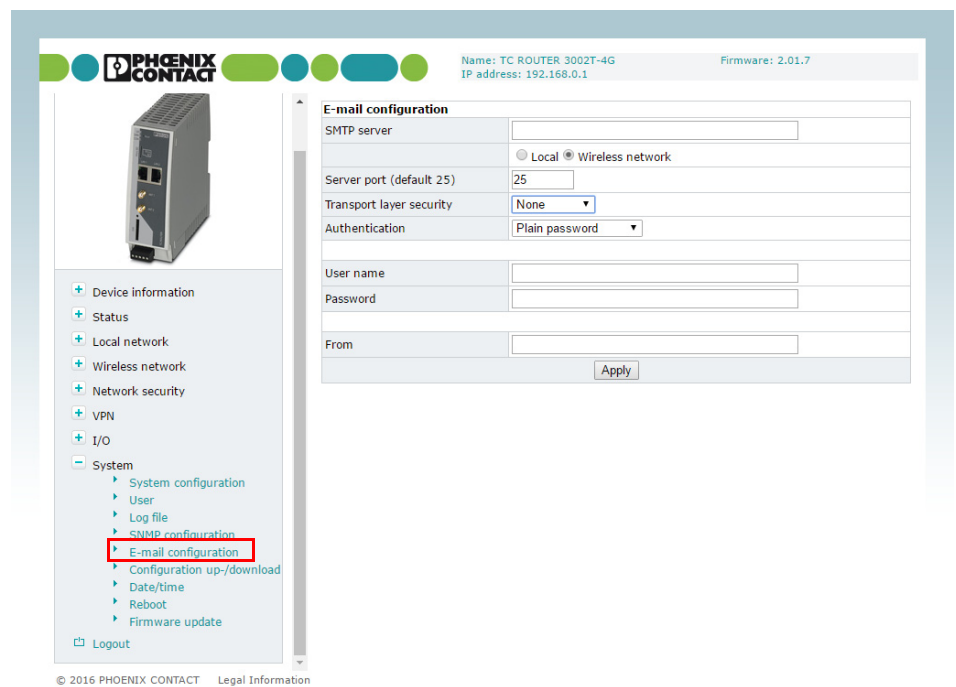 PHŒNIX
CONTACT
Name: TC ROUTER 3002T-4G
Firmware: 2.01.7
IP address: 192.168.0.1
E-mail configuration
SMTP server
Local Wireless network
Server port (default 25) 25
Transport layer security None
Authentication Plain password
User name
Password
From
Apply
Device information
Status
Local network
Wireless network
Network security
VPN
I/O
System
System configuration
User
Log file
SNMP configuration
E-mail configuration
Configuration up-/download
Date/time
Reboot
Firmware update
Logout
© 2016 PHOENIX CONTACT Legal Information